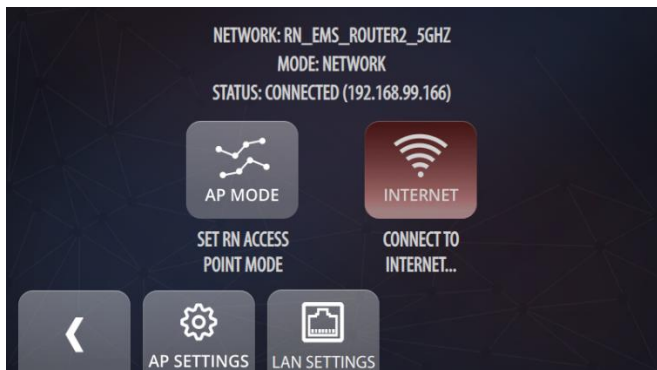 NETWORK: RN_EMS_ROUTER2_5GHZ
MODE: NETWORK
STATUS: CONNECTED (192.168.99.166)
AP MODE
INTERNET
SET RN ACCESS
POINT MODE
CONNECT TO
INTERNET...
AP SETTINGS
LAN SETTINGS